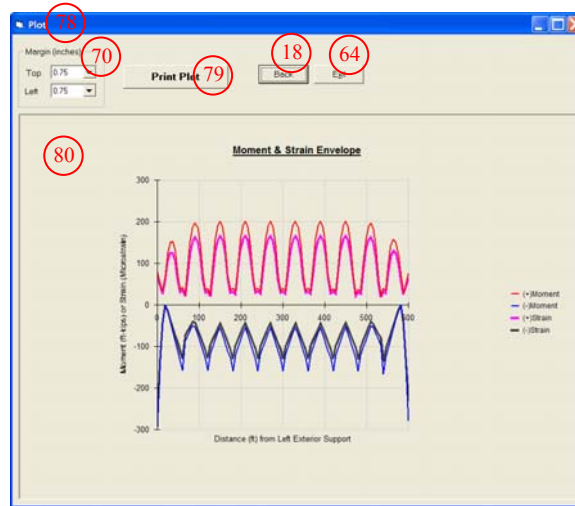 Plot 78
Margin (inches) 70
Top 0.75
Left 0.75
Print Plot 79
Back 18
Exit 64
80
Moment & Strain Envelope
Moment (ft-kips) or Strain (Microstrain)
300
200
100
0
-100
-200
-300
0 100 200 300 400 500 600
Distance (ft) from Left Exterior Support
(+)Moment
(-)Moment
(+)Strain
(-)Strain